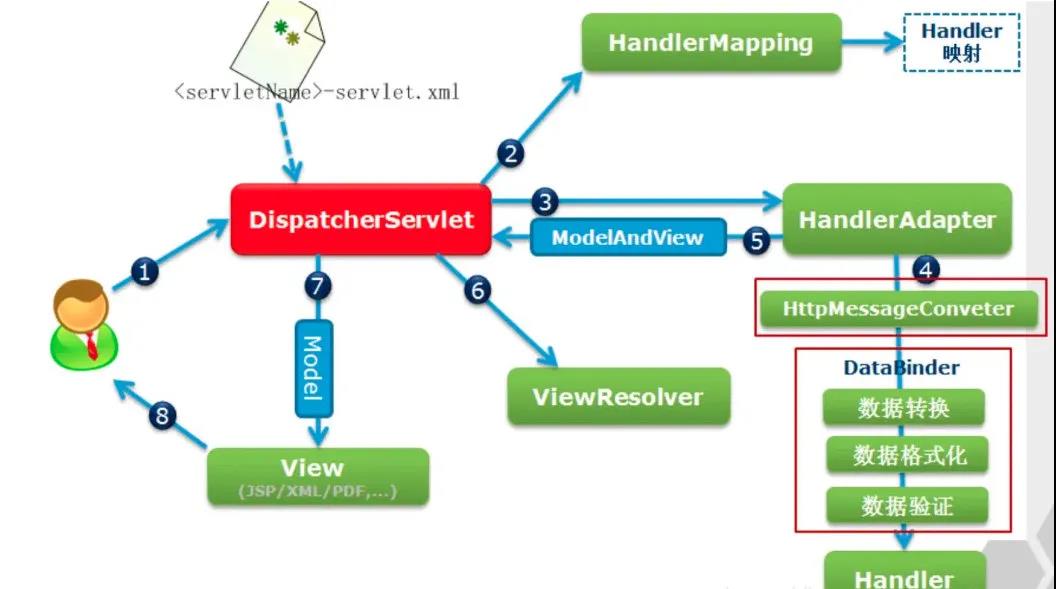 HandlerMapping
Handler
映射
<servletName>-servlet.xml
2
DispatcherServlet
3
HandlerAdapter
ModelAndView
5
1
7
6
4
HttpMessageConveter
Model
DataBinder
ViewResolver
数据转换
8
数据格式化
View
(JSP/XML/PDF,...)
数据验证
Handler